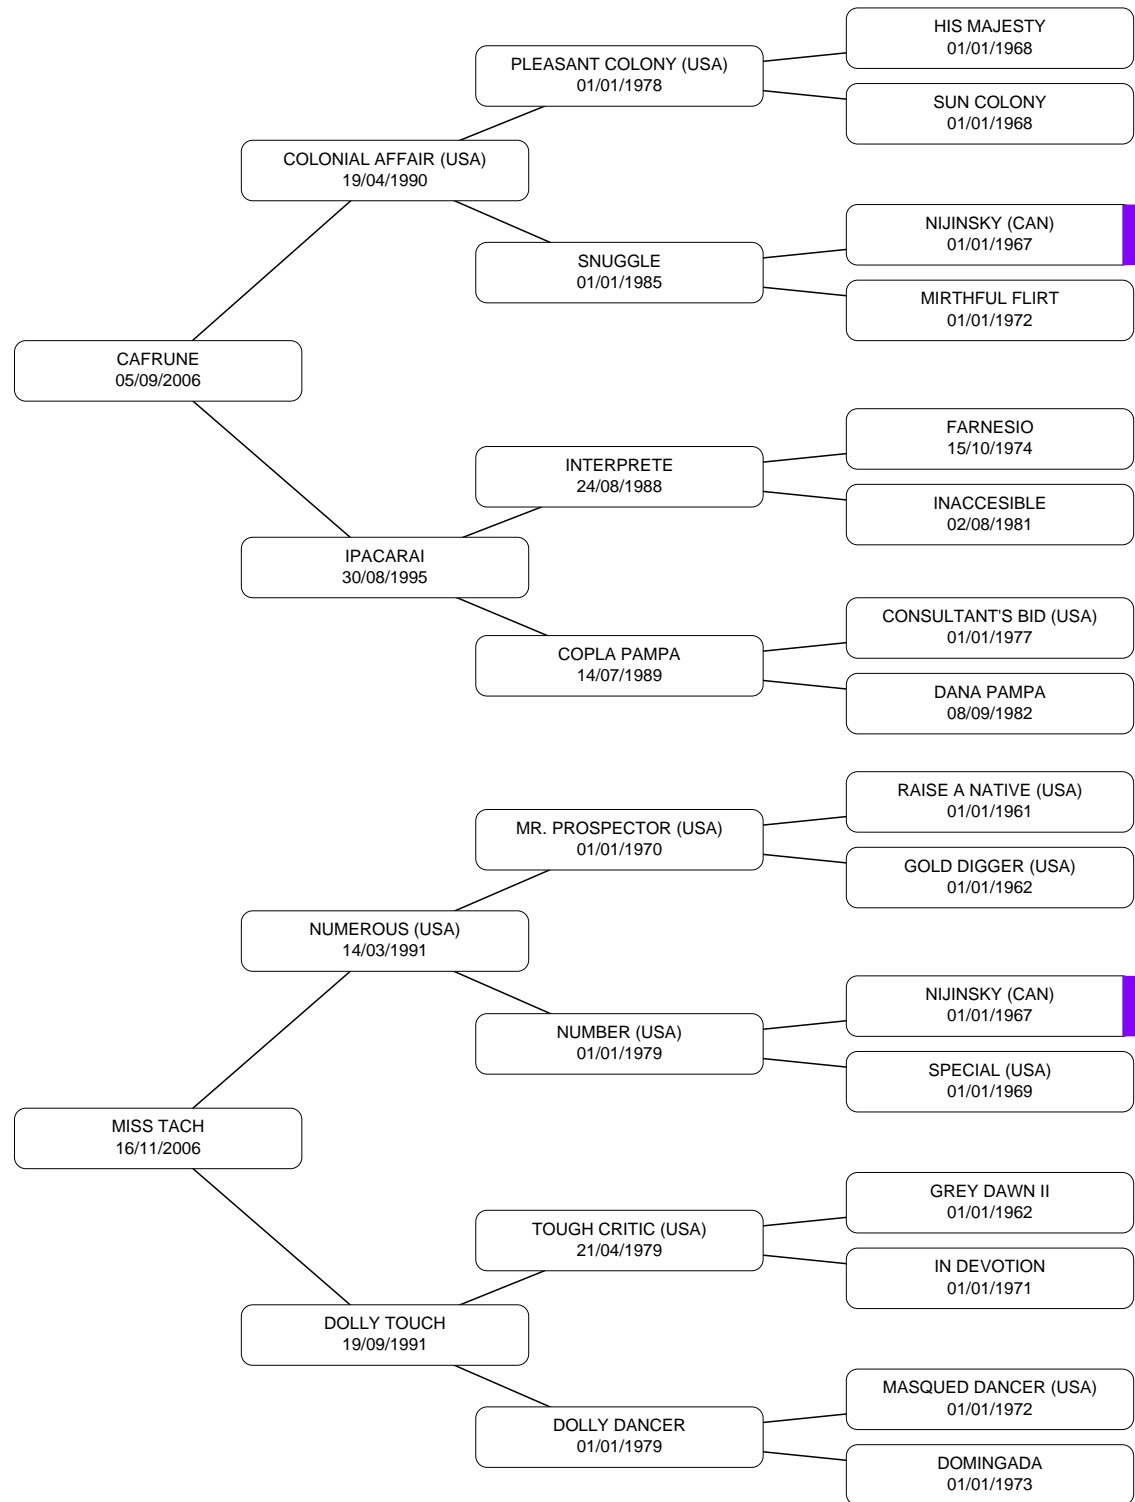 HIS MAJESTY
01/01/1968
PLEASANT COLONY (USA)
01/01/1978
SUN COLONY
01/01/1968
COLONIAL AFFAIR (USA)
19/04/1990
NIJINSKY (CAN)
01/01/1967
SNUGGLE
01/01/1985
MIRTHFUL FLIRT
01/01/1972
CAFRUNE
05/09/2006
FARNESIO
15/10/1974
INTERPRETE
24/08/1988
INACCESIBLE
02/08/1981
IPACARAI
30/08/1995
CONSULTANT'S BID (USA)
01/01/1977
COPLA PAMPA
14/07/1989
DANA PAMPA
08/09/1982
RAISE A NATIVE (USA)
01/01/1961
MR. PROSPECTOR (USA)
01/01/1970
GOLD DIGGER (USA)
01/01/1962
NUMEROUS (USA)
14/03/1991
NIJINSKY (CAN)
01/01/1967
NUMBER (USA)
01/01/1979
SPECIAL (USA)
01/01/1969
MISS TACH
16/11/2006
GREY DAWN II
01/01/1962
TOUGH CRITIC (USA)
21/04/1979
IN DEVOTION
01/01/1971
DOLLY TOUCH
19/09/1991
MASQUED DANCER (USA)
01/01/1972
DOLLY DANCER
01/01/1979
DOMINGADA
01/01/1973